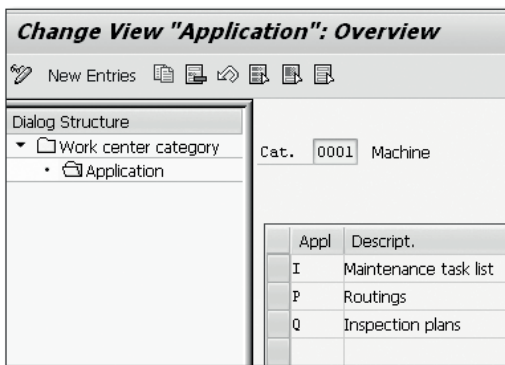 Change View "Application": Overview
New Entries
Dialog Structure
Work center category
Application
Cat. 0001 Machine
Appl Descript.
I Maintenance task list
P Routings
Q Inspection plans